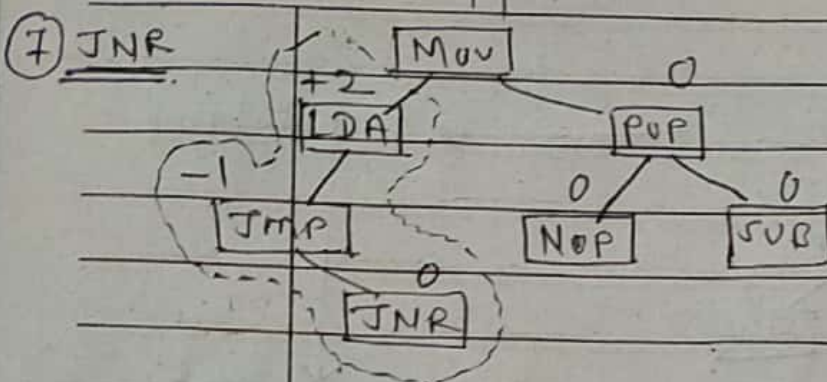 ⑦ JNR
MOV
+2 0
LDA POP
-1 0 0
JMP NOP SUB
0
JNR